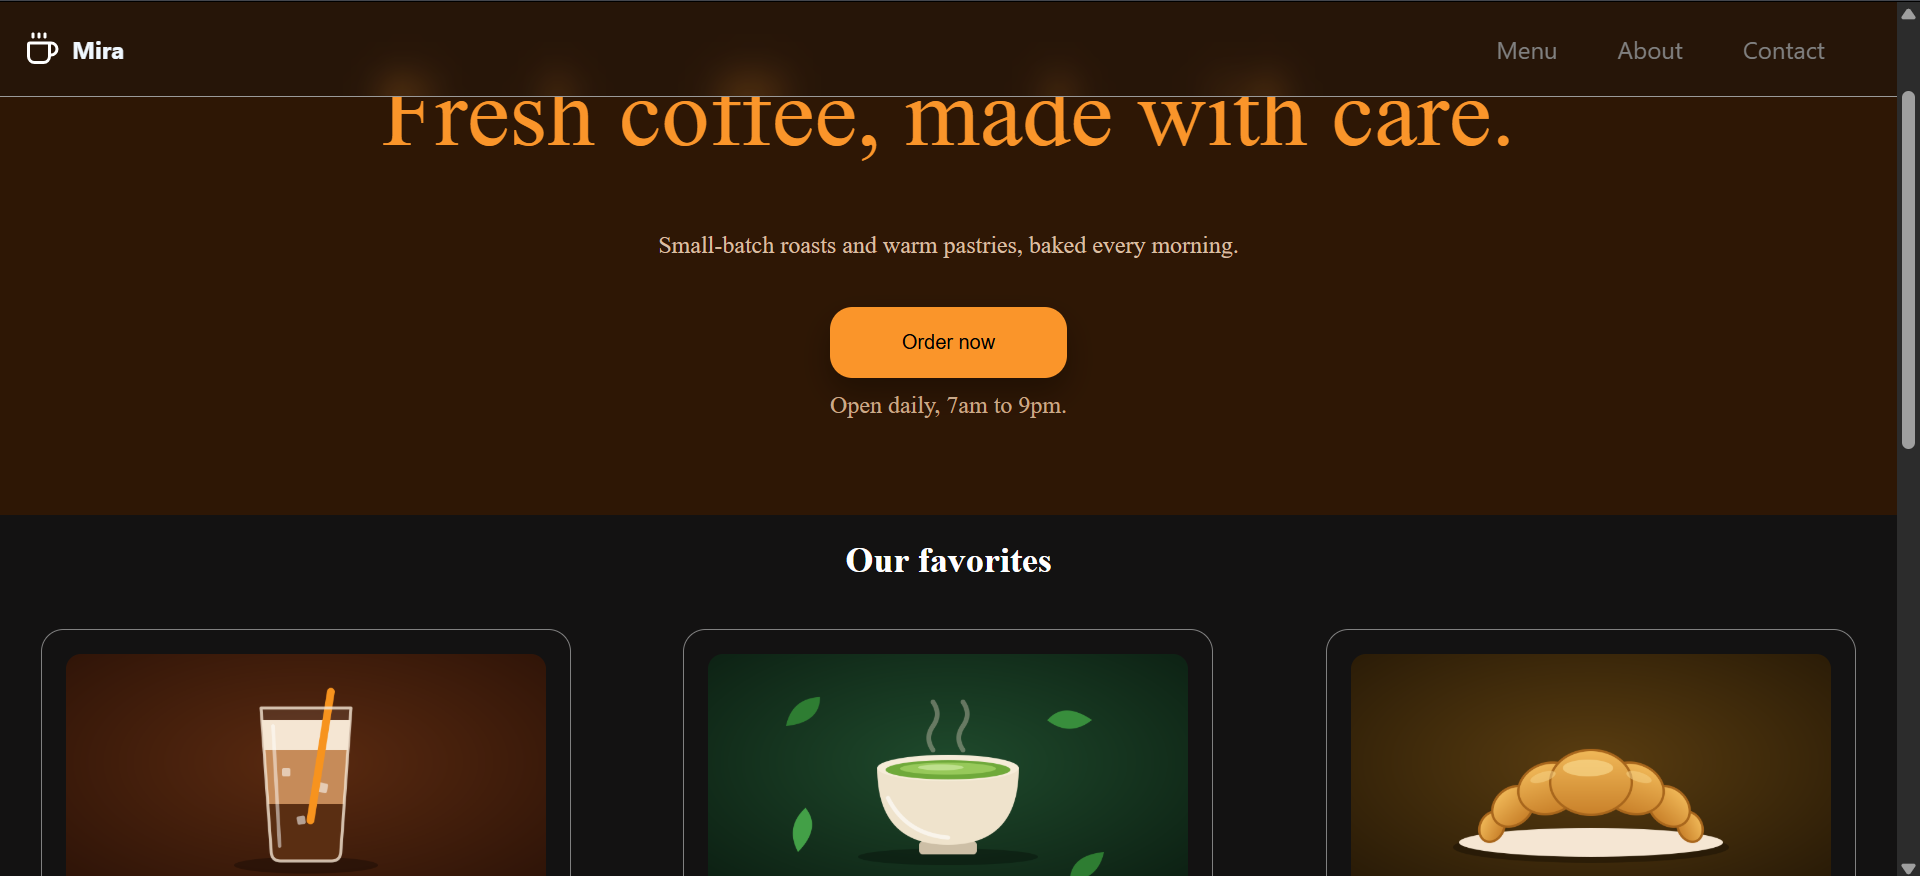 Mira
Menu About Contact
Fresh coffee, made with care.
Small-batch roasts and warm pastries, baked every morning.
Order now
Open daily, 7am to 9pm.
Our favorites